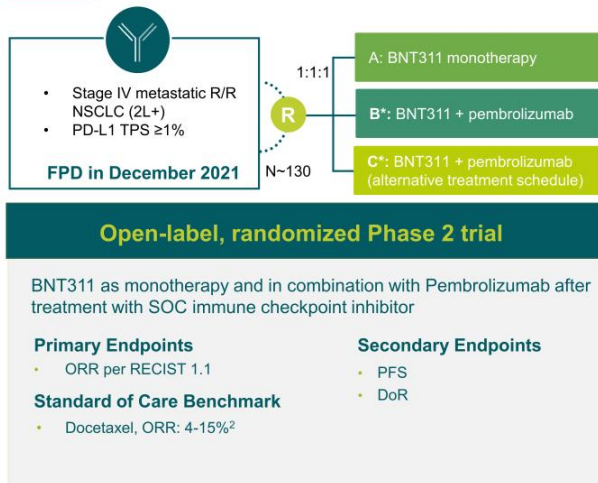 • Stage IV metastatic R/R
NSCLC (2L+)
• PD-L1 TPS ≥1%
FPD in December 2021
1:1:1
R
N~130
A: BNT311 monotherapy
B*: BNT311 + pembrolizumab
C*: BNT311 + pembrolizumab
(alternative treatment schedule)
Open-label, randomized Phase 2 trial
BNT311 as monotherapy and in combination with Pembrolizumab after
treatment with SOC immune checkpoint inhibitor
Primary Endpoints
• ORR per RECIST 1.1
Standard of Care Benchmark
• Docetaxel, ORR: 4-15%²
Secondary Endpoints
• PFS
• DoR